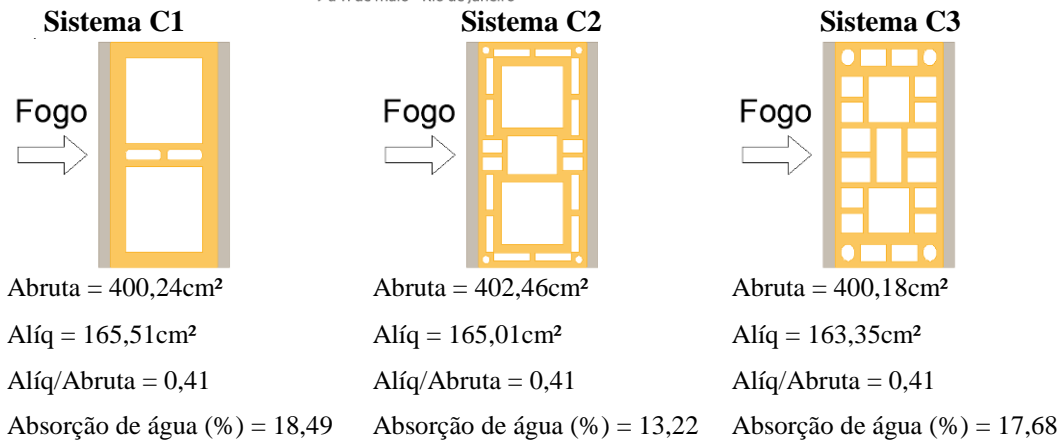 Sistema C1 Sistema C2 Sistema C3
Fogo Fogo Fogo
Abruta = 400,24cm² Abruta = 402,46cm² Abruta = 400,18cm²
Alíq = 165,51cm² Alíq = 165,01cm² Alíq = 163,35cm²
Alíq/Abruta = 0,41 Alíq/Abruta = 0,41 Alíq/Abruta = 0,41
Absorção de água (%) = 18,49 Absorção de água (%) = 13,22 Absorção de água (%) = 17,68